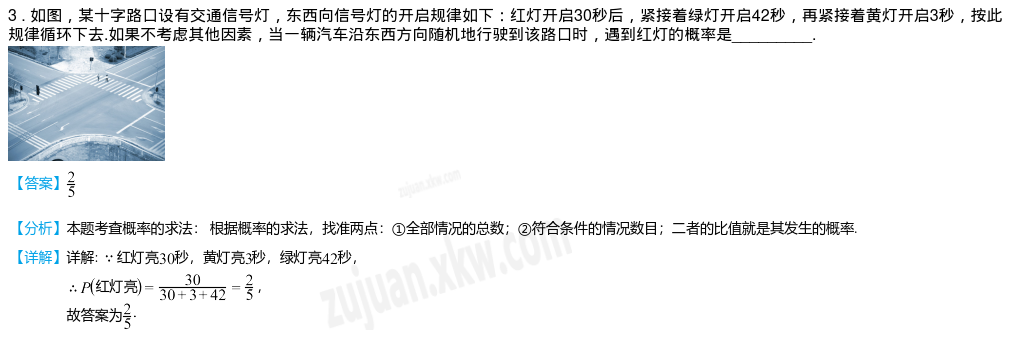 3 . 如图，某十字路口设有交通信号灯，东西向信号灯的开启规律如下：红灯开启30秒后，紧接着绿灯开启42秒，再紧接着黄灯开启3秒，按此
规律循环下去.如果不考虑其他因素，当一辆汽车沿东西方向随机地行驶到该路口时，遇到红灯的概率是__________.
【答案】2/5
【分析】本题考查概率的求法： 根据概率的求法，找准两点：①全部情况的总数；②符合条件的情况数目；二者的比值就是其发生的概率.
【详解】详解: ∵红灯亮30秒，黄灯亮3秒，绿灯亮42秒，
∴P(红灯亮) = 30/(30+3+42) = 2/5，
故答案为2/5.
zujuan.xkw.com
zujuan.xkw.com